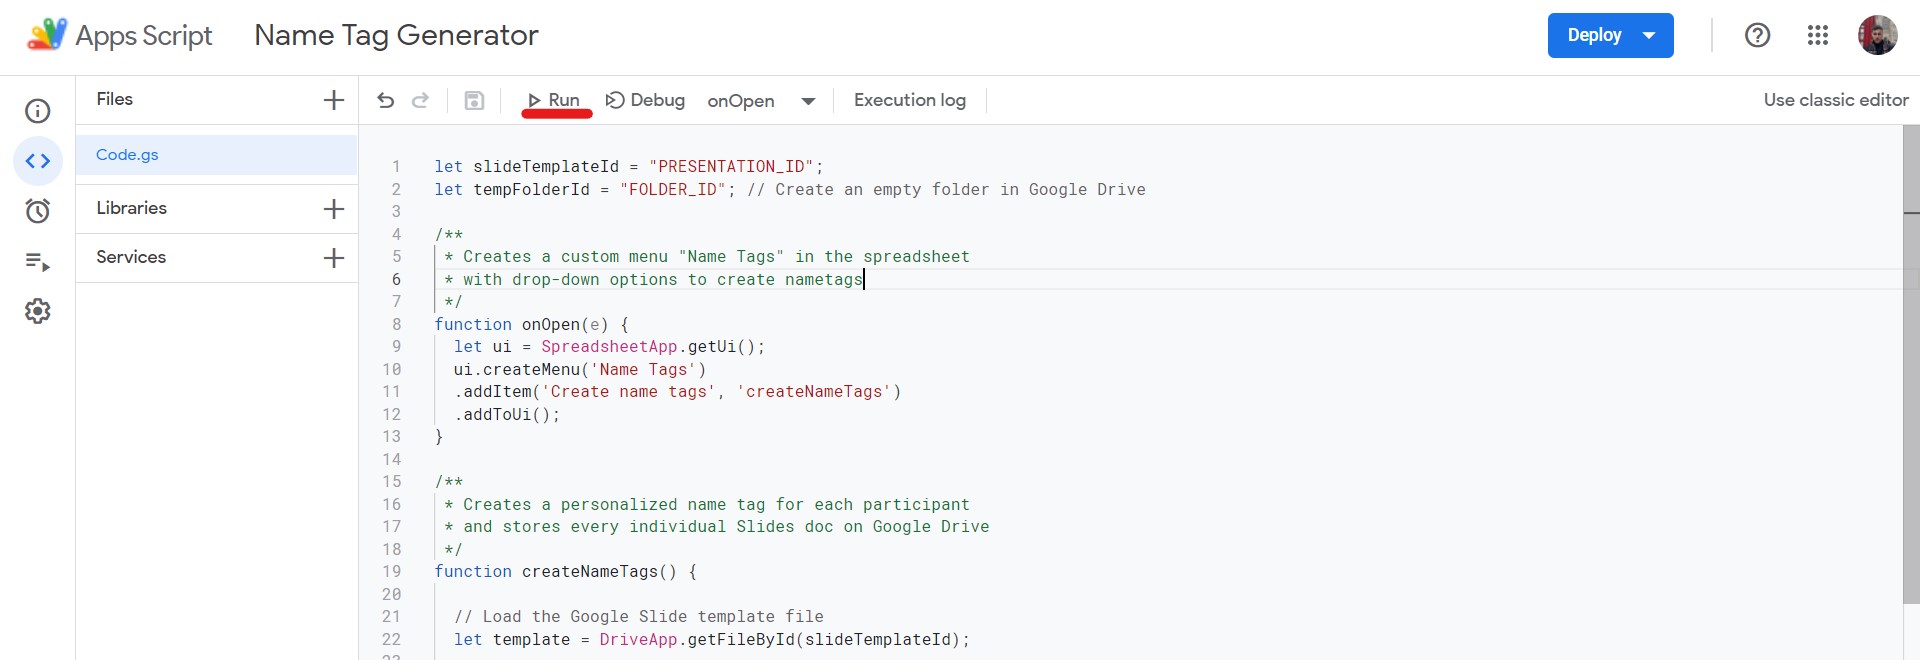 Apps Script Name Tag Generator Deploy
Files Run Debug onOpen Execution log Use classic editor
Code.gs
Libraries
Services
1 let slideTemplateId = "PRESENTATION_ID";
2 let tempFolderId = "FOLDER_ID"; // Create an empty folder in Google Drive
3
4 /**
5 * Creates a custom menu "Name Tags" in the spreadsheet
6 * with drop-down options to create nametags
7 */
8 function onOpen(e) {
9 let ui = SpreadsheetApp.getUi();
10 ui.createMenu('Name Tags')
11 .addItem('Create name tags', 'createNameTags')
12 .addToUi();
13 }
14
15 /**
16 * Creates a personalized name tag for each participant
17 * and stores every individual Slides doc on Google Drive
18 */
19 function createNameTags() {
20
21 // Load the Google Slide template file
22 let template = DriveApp.getFileById(slideTemplateId);